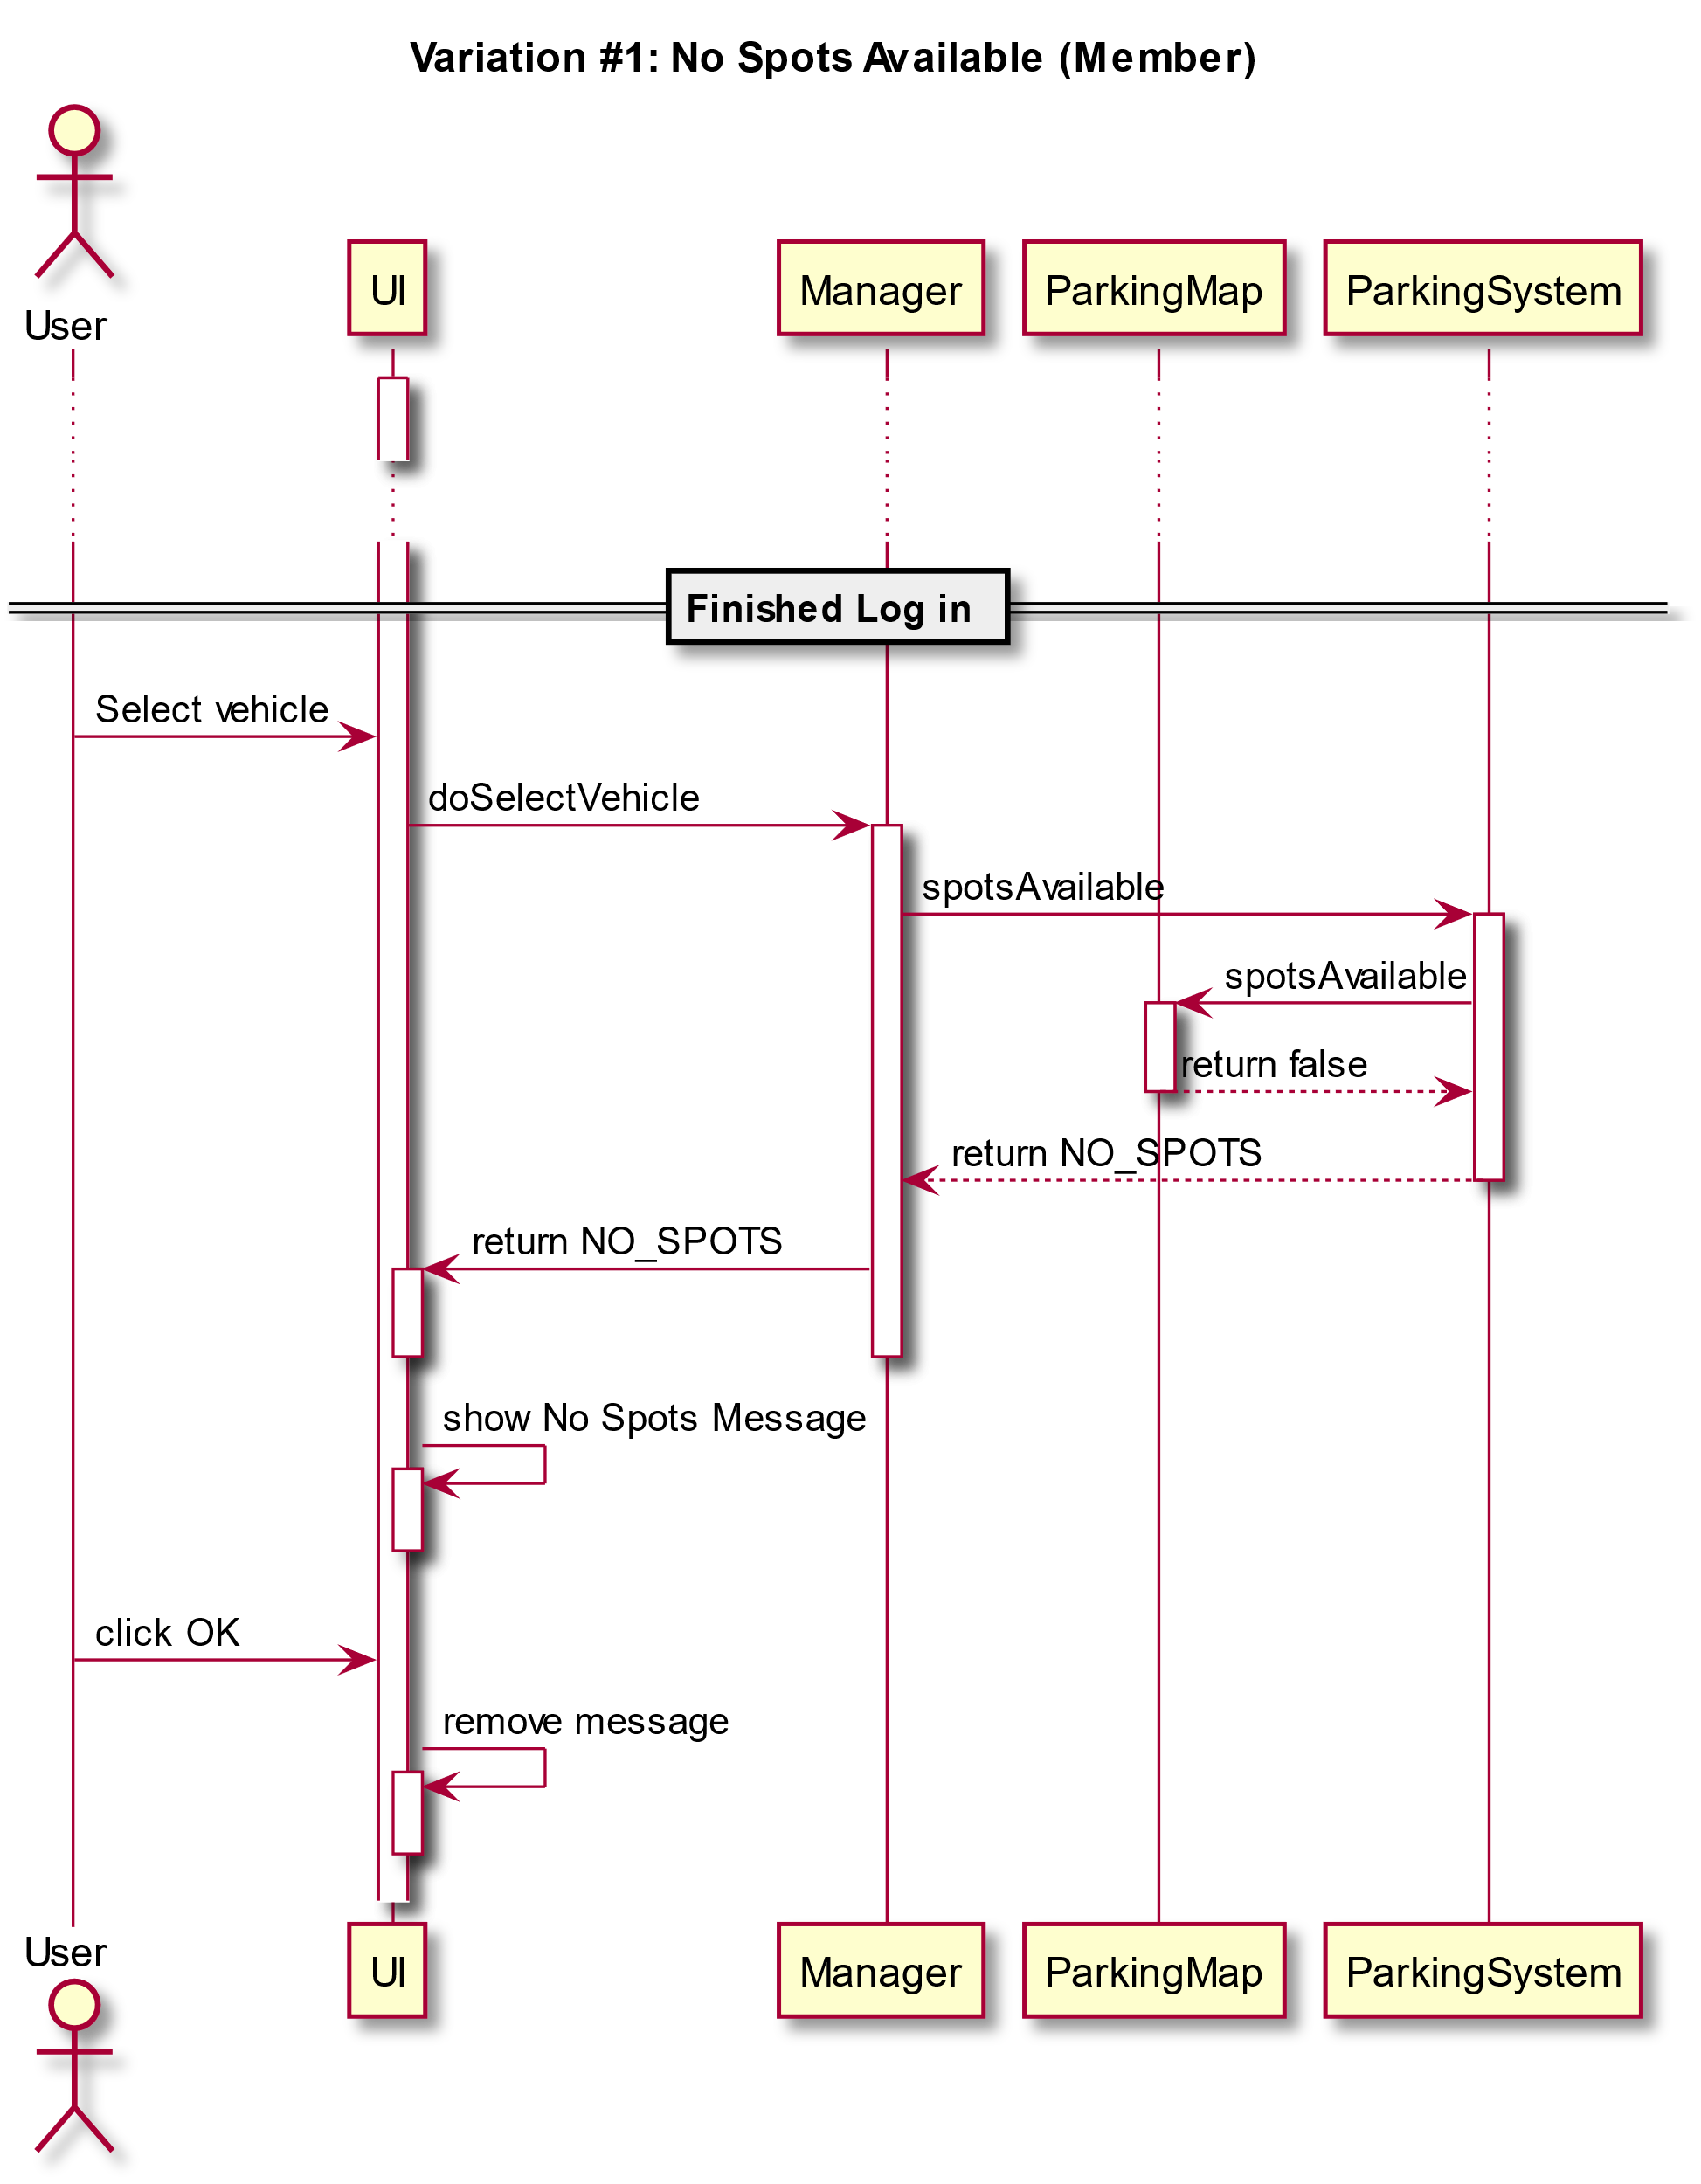 Variation #1: No Spots Available (Member)
User
UI
Manager
ParkingMap
ParkingSystem
Finished Log in
Select vehicle
doSelectVehicle
spotsAvailable
spotsAvailable
return false
return NO_SPOTS
return NO_SPOTS
show No Spots Message
click OK
remove message
User
UI
Manager
ParkingMap
ParkingSystem